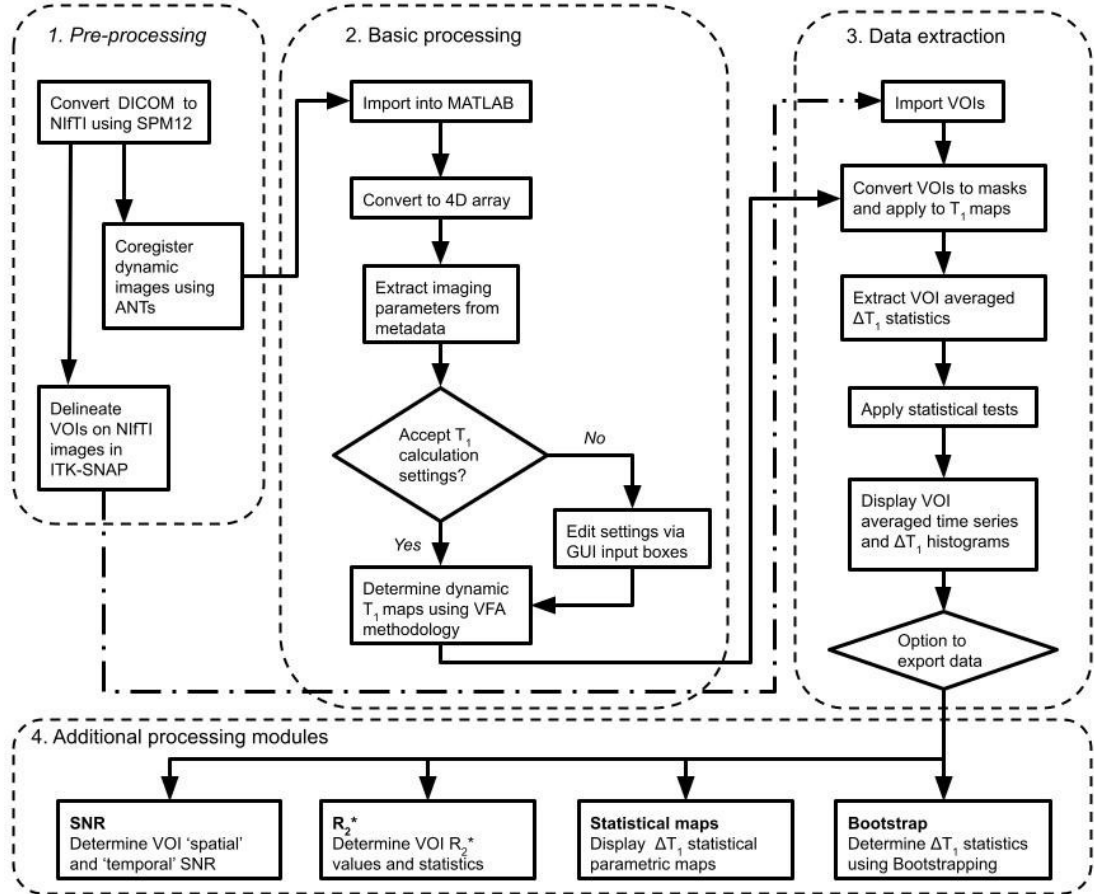 1. Pre-processing
Convert DICOM to
NIfTI using SPM12
Coregister
dynamic
images using
ANTs
Delineate
VOIs on NIfTI
images in
ITK-SNAP
2. Basic processing
Import into MATLAB
Convert to 4D array
Extract imaging
parameters from
metadata
Accept T₁
calculation
settings?
No
Edit settings via
GUI input boxes
Yes
Determine dynamic
T₁ maps using VFA
methodology
3. Data extraction
Import VOIs
Convert VOIs to masks
and apply to T₁ maps
Extract VOI averaged
ΔT₁ statistics
Apply statistical tests
Display VOI
averaged time series
and ΔT₁ histograms
Option to
export data
4. Additional processing modules
SNR
Determine VOI ‘spatial’
and ‘temporal’ SNR
R₂*
Determine VOI R₂*
values and statistics
Statistical maps
Display ΔT₁ statistical
parametric maps
Bootstrap
Determine ΔT₁ statistics
using Bootstrapping